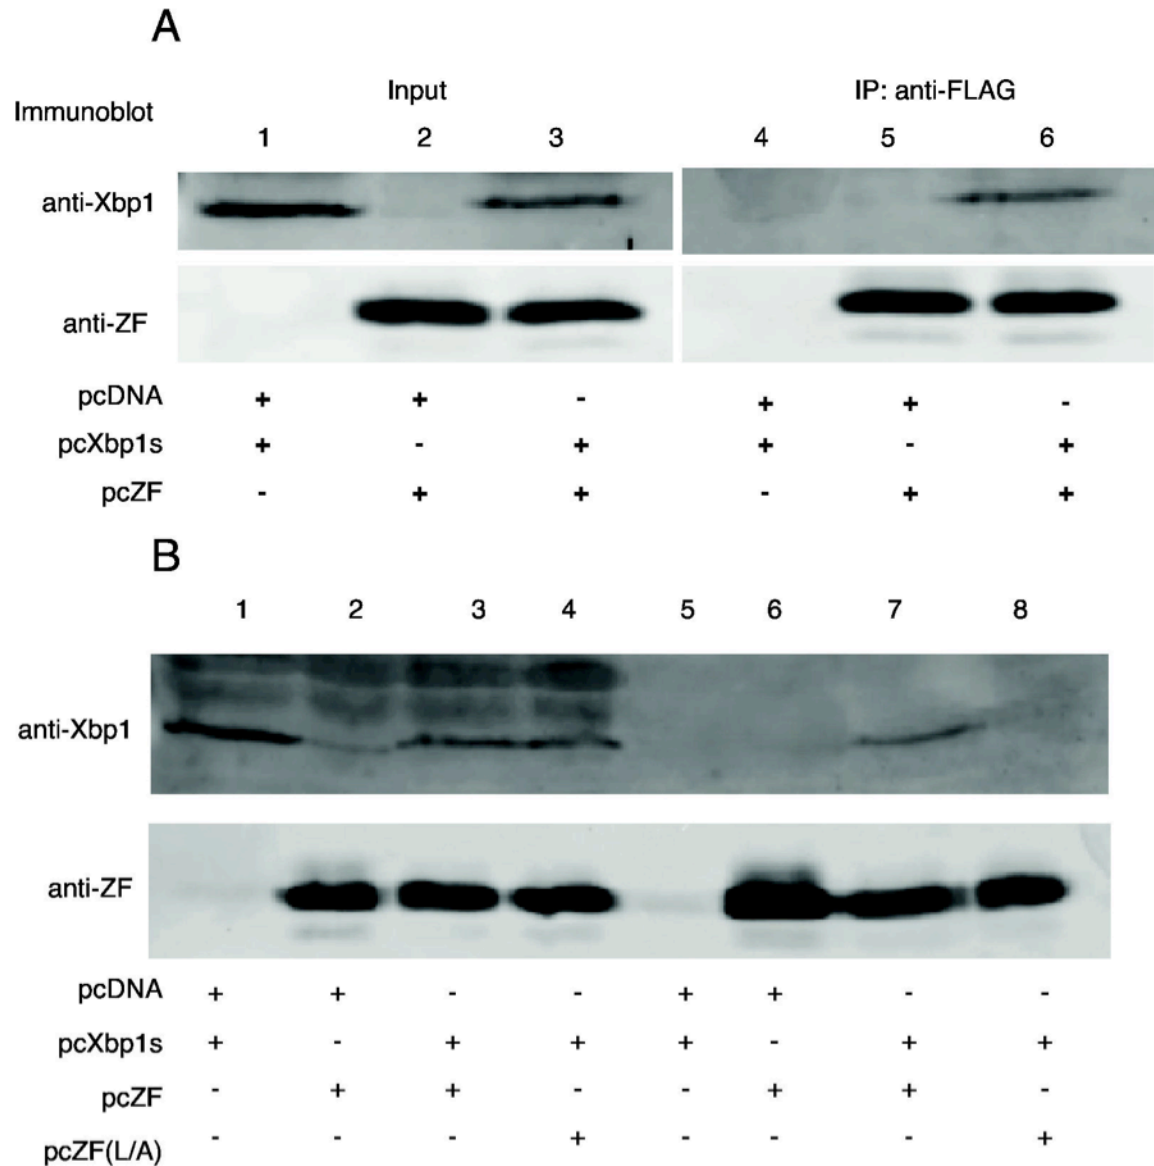 A
Input IP: anti-FLAG
Immunoblot
1 2 3 4 5 6
anti-Xbp1
anti-ZF
pcDNA + + - + + -
pcXbp1s + - + + - +
pcZF - + + - + +
B
1 2 3 4 5 6 7 8
anti-Xbp1
anti-ZF
pcDNA + + - - + + - -
pcXbp1s + - + + + - + +
pcZF - + + - - + + -
pcZF(L/A) - - - + - - - +